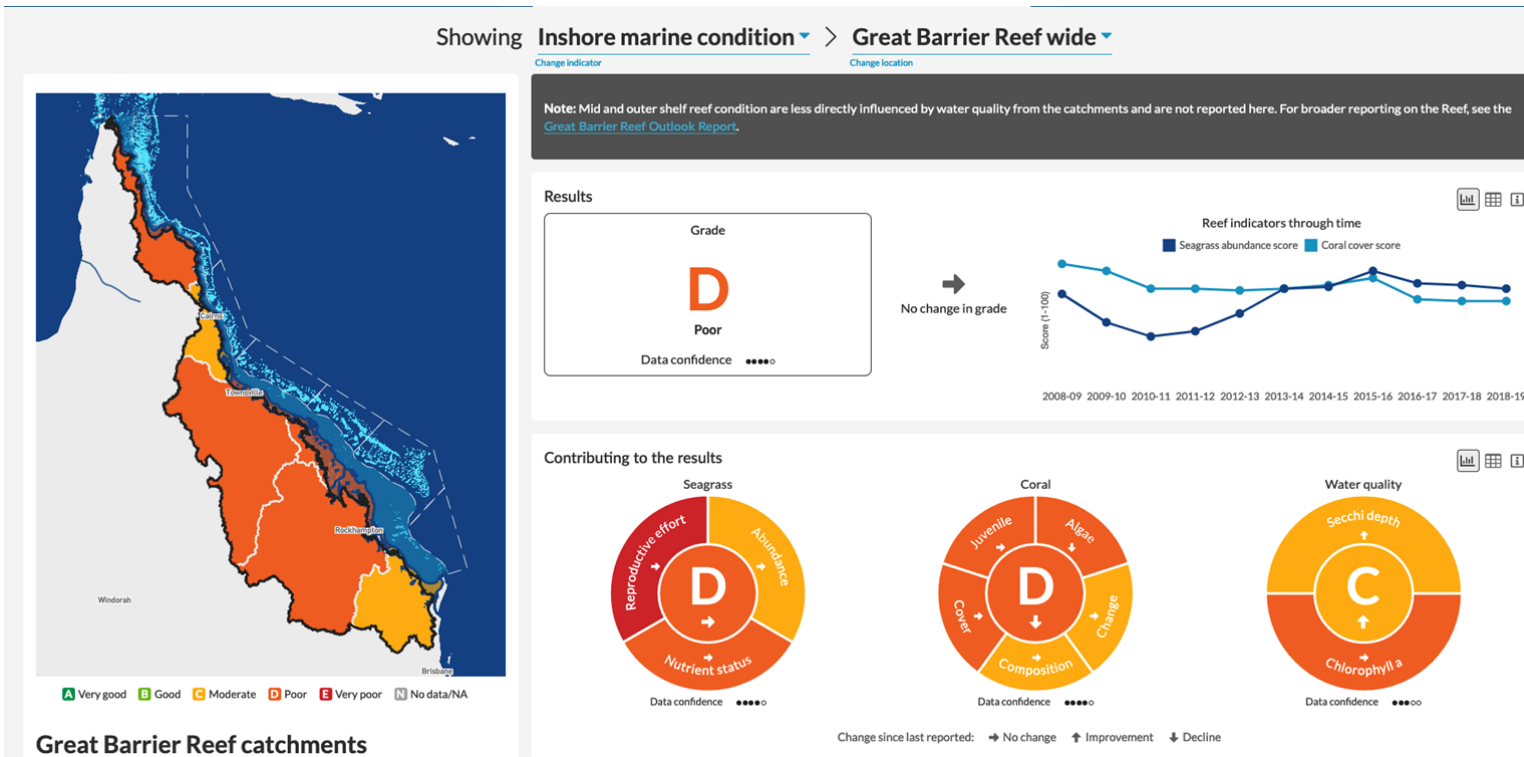 Showing Inshore marine condition > Great Barrier Reef wide
Change indicator
Change location
Note: Mid and outer shelf reef condition are less directly influenced by water quality from the catchments and are not reported here. For broader reporting on the Reef, see the
Great Barrier Reef Outlook Report.
Cairns
Townsville
Rockhampton
Windorah
Brisbane
A Very good B Good C Moderate D Poor E Very poor N No data/NA
Great Barrier Reef catchments
Results
Grade
D
Poor
Data confidence
No change in grade
Reef indicators through time
Seagrass abundance score Coral cover score
Score (1-100)
2008-09 2009-10 2010-11 2011-12 2012-13 2013-14 2014-15 2015-16 2016-17 2017-18 2018-19
Contributing to the results
Seagrass
Reproductive effort
Abundance
D
Nutrient status
Data confidence
Coral
Juvenile
Algae
D
Cover
Change
Composition
Data confidence
Water quality
Secchi depth
C
Chlorophyll a
Data confidence
Change since last reported: No change Improvement Decline